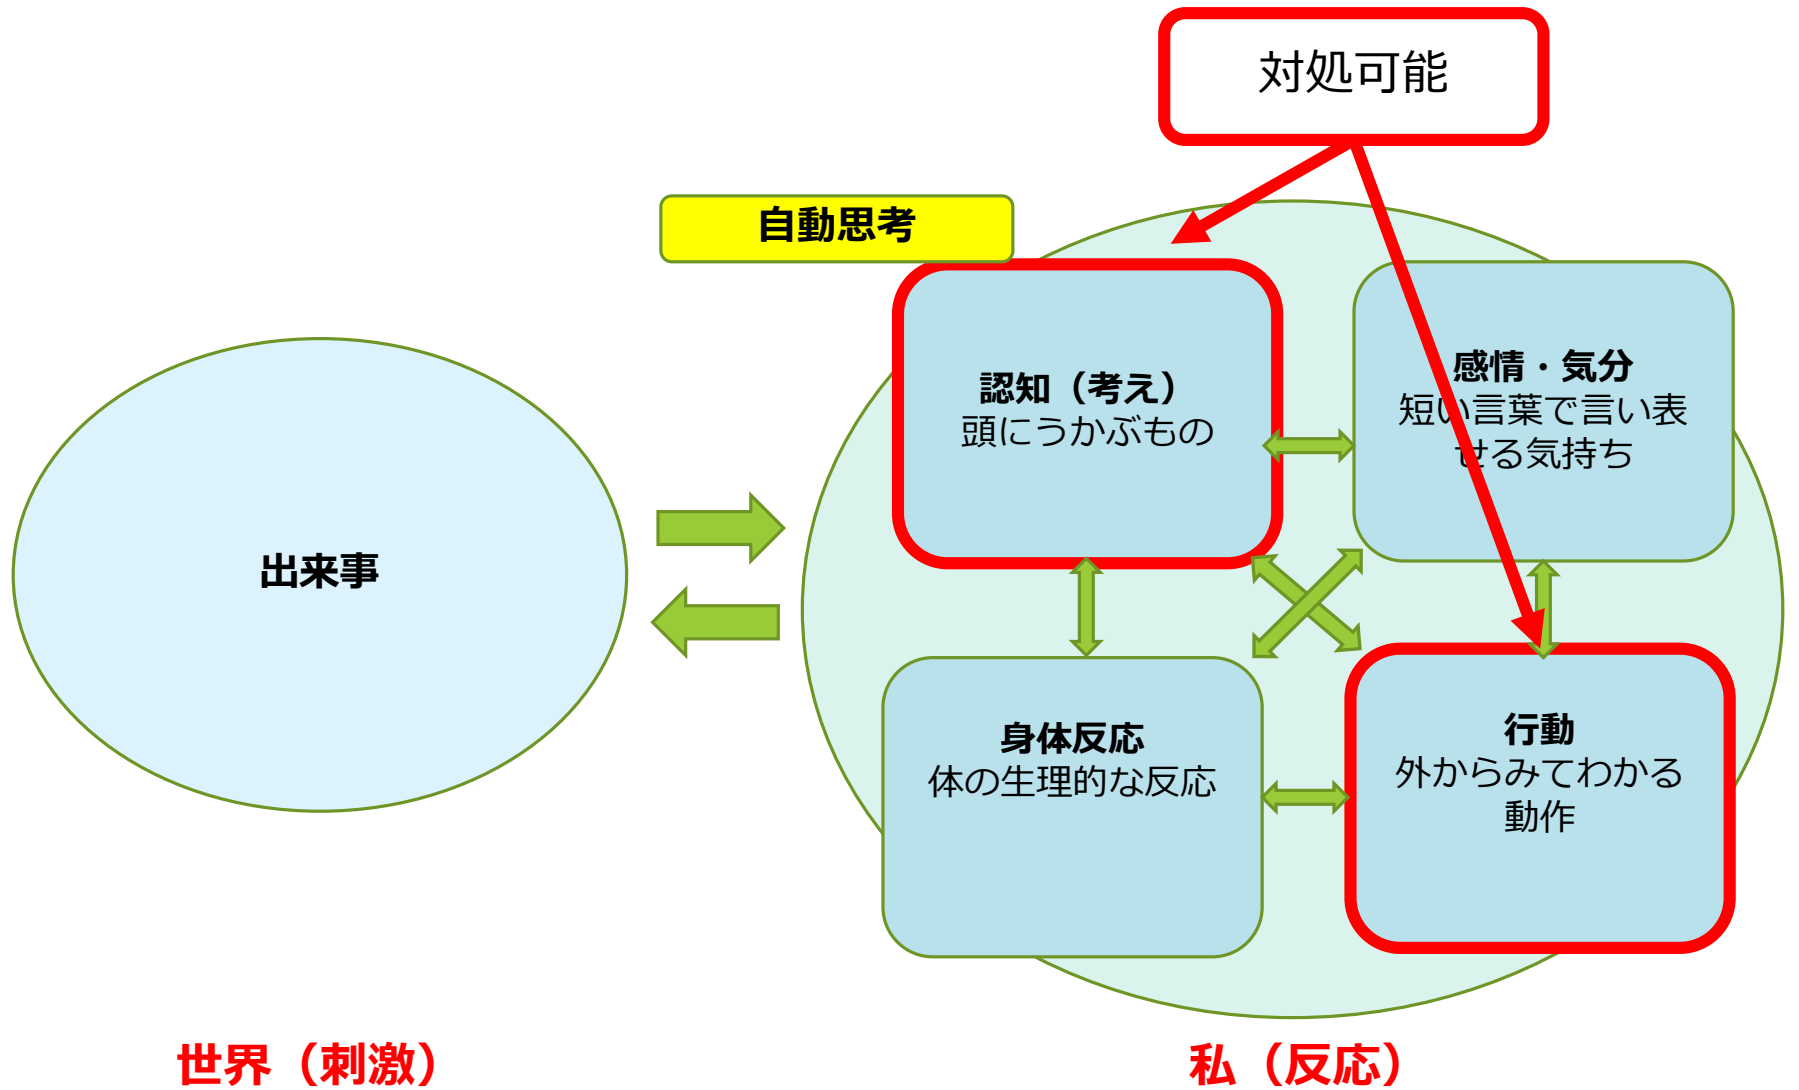 対処可能
自動思考
認知（考え）
頭にうかぶもの
感情・気分
短い言葉で言い表
せる気持ち
出来事
身体反応
体の生理的な反応
行動
外からみてわかる
動作
世界（刺激）
私（反応）